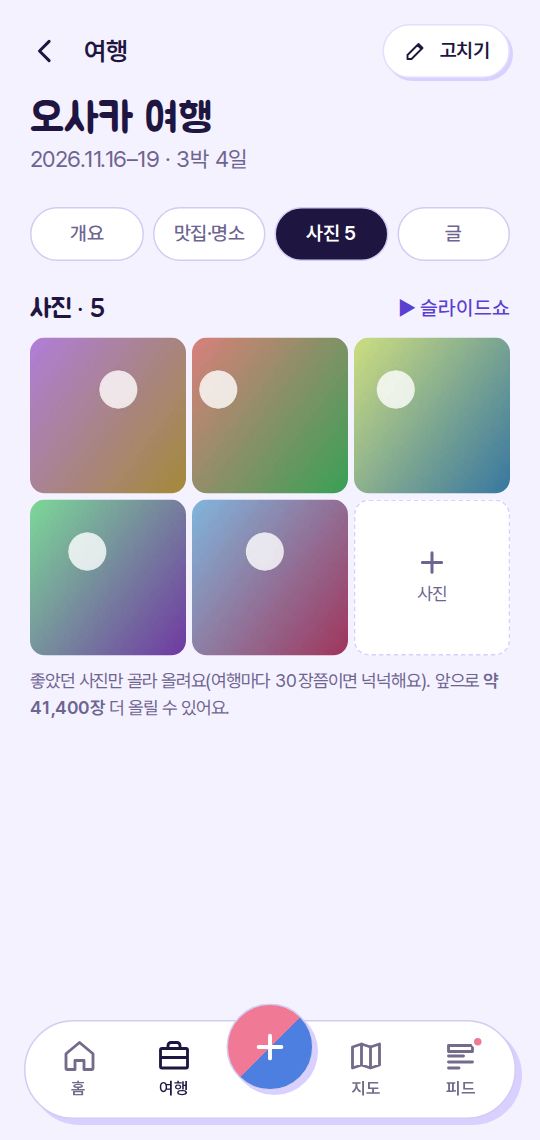 여행
고치기
오사카 여행
2026.11.16–19 · 3박 4일
개요
맛집·명소
사진 5
글
사진 · 5
▶ 슬라이드쇼
사진
좋았던 사진만 골라 올려요(여행마다 30장쯤이면 넉넉해요). 앞으로 약
41,400장 더 올릴 수 있어요.
홈
여행
지도
피드